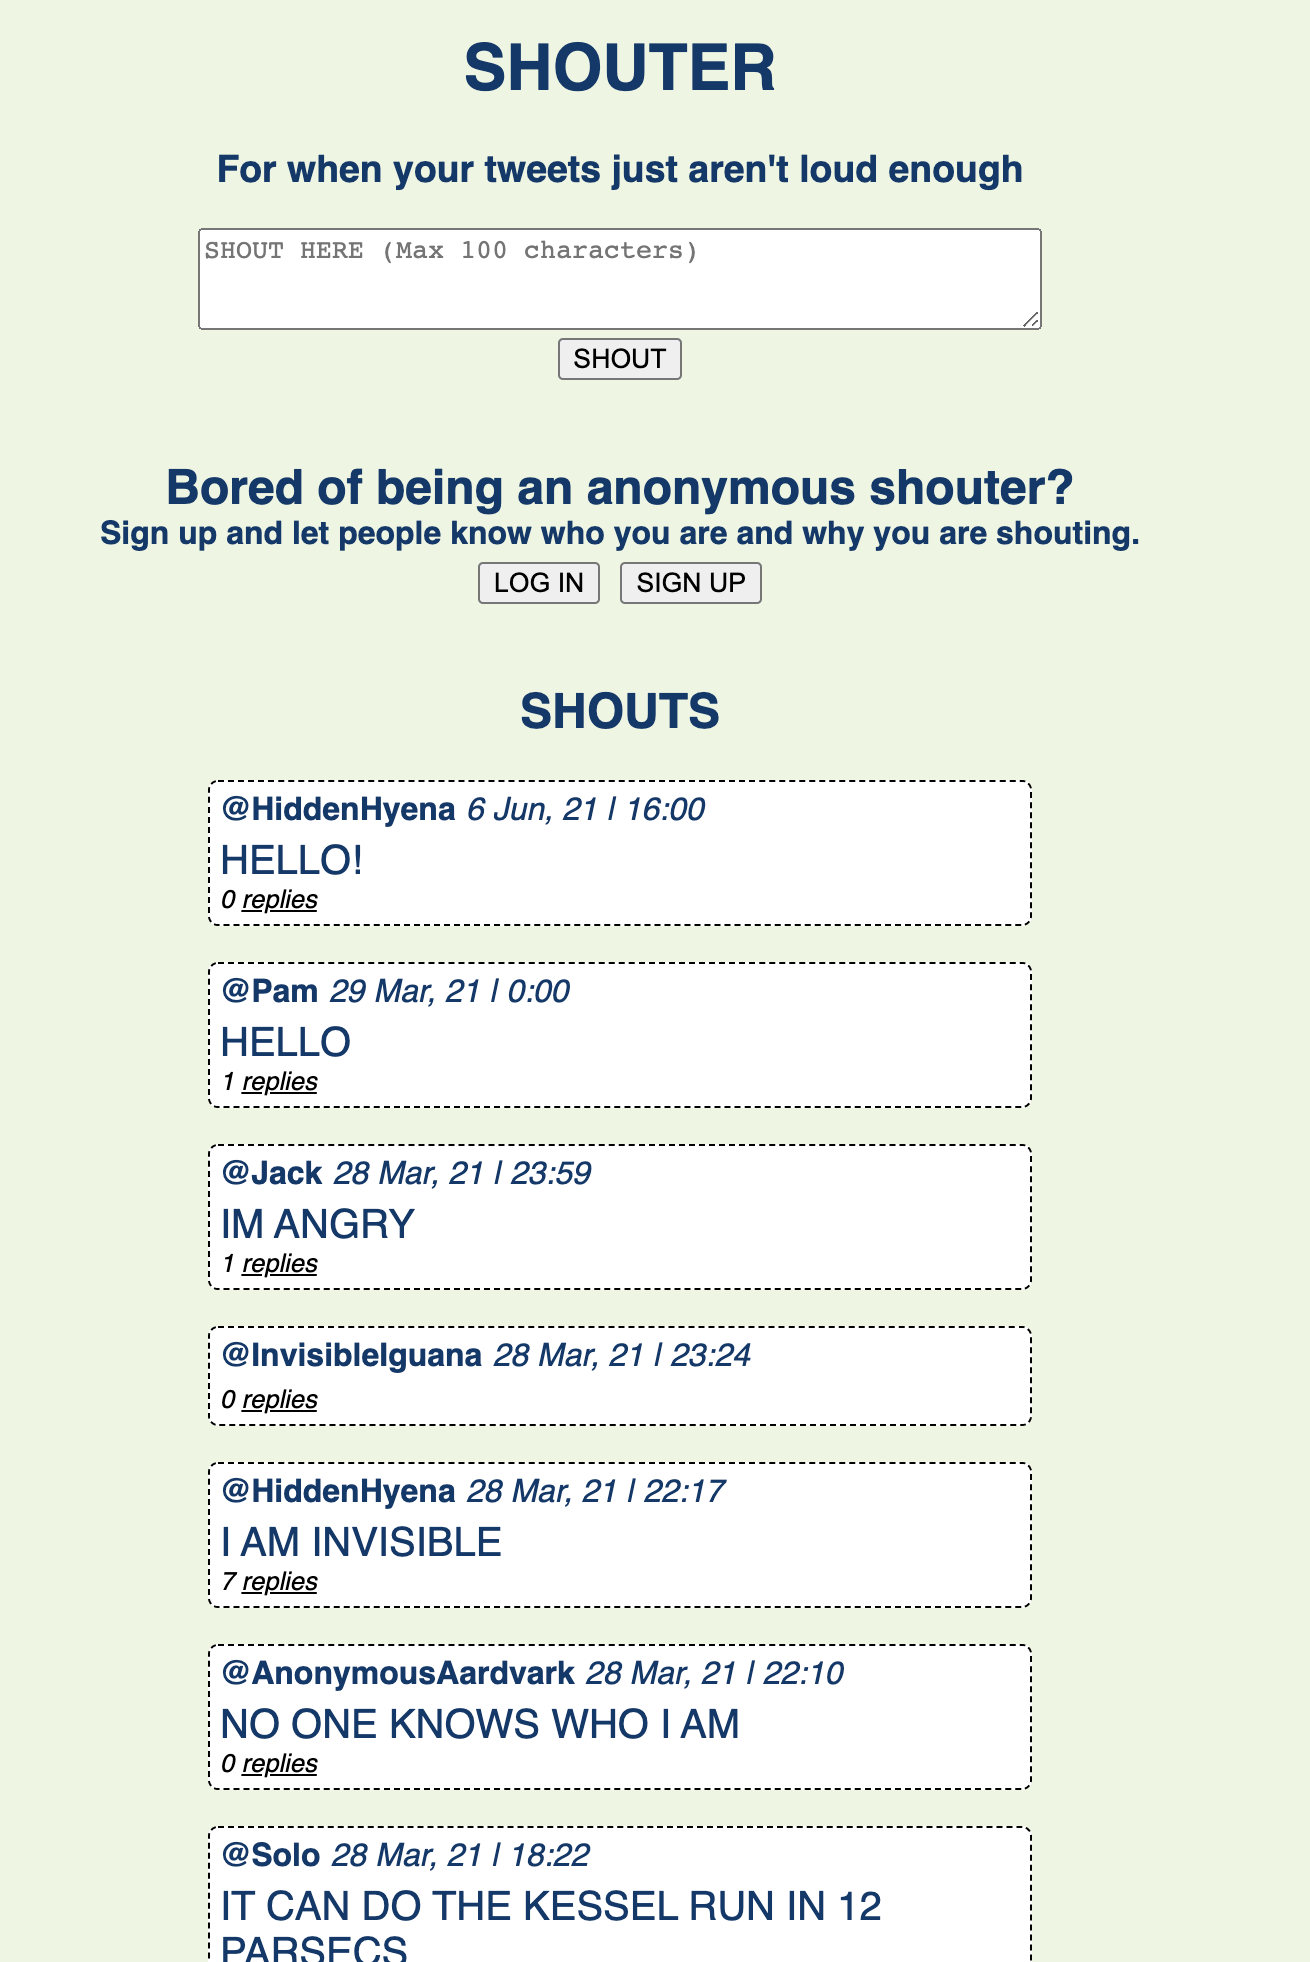 SHOUTER
For when your tweets just aren't loud enough
SHOUT HERE (Max 100 characters)
SHOUT
Bored of being an anonymous shouter?
Sign up and let people know who you are and why you are shouting.
LOG IN SIGN UP
SHOUTS
@HiddenHyena 6 Jun, 21 | 16:00
HELLO!
0 replies
@Pam 29 Mar, 21 | 0:00
HELLO
1 replies
@Jack 28 Mar, 21 | 23:59
IM ANGRY
1 replies
@InvisibleIguana 28 Mar, 21 | 23:24
0 replies
@HiddenHyena 28 Mar, 21 | 22:17
I AM INVISIBLE
7 replies
@AnonymousAardvark 28 Mar, 21 | 22:10
NO ONE KNOWS WHO I AM
0 replies
@Solo 28 Mar, 21 | 18:22
IT CAN DO THE KESSEL RUN IN 12
PARSECS